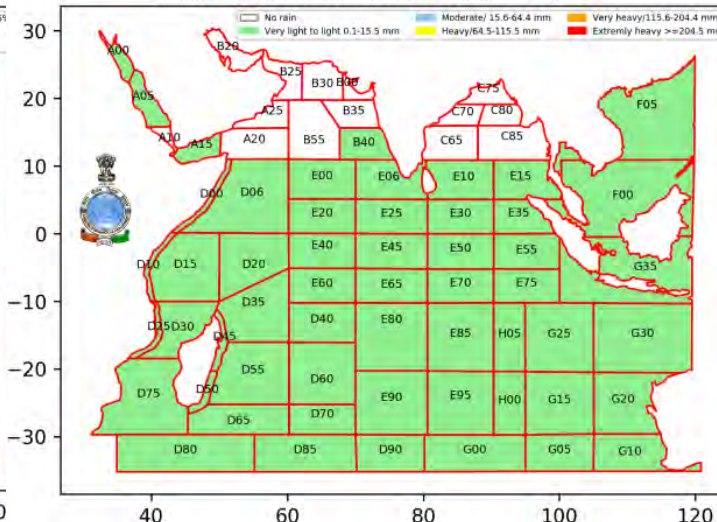 No rain
Very light to light 0.1-15.5 mm
Moderate/ 15.6-64.4 mm
Heavy/64.5-115.5 mm
Very heavy/115.6-204.4 mm
Extremly heavy >=204.5 mm
30
20
10
0
−10
−20
−30
A00 B20 B25 B30 B00 C75
A05 A25 B35 C70 C80 F05
A10 A15 A20 B55 B40 C65 C85
D00 D06 E00 E06 E10 E15 F00
E20 E25 E30 E35
D10 D15 D20 E40 E45 E50 E55 G35
D35 E60 E65 E70 E75
D25 D30 D45 D40 E80 E85 H05 G25 G30
D50 D55 D60
D75 D65 D70 E90 E95 H00 G15 G20
D80 D85 D90 G00 G05 G10
40 60 80 100 120